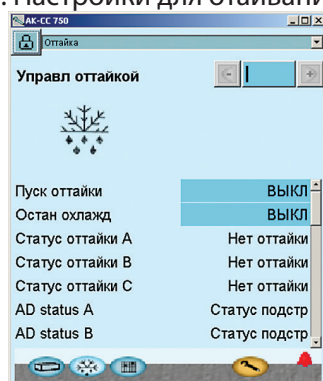 . Настройки для отаивани
AK-CC 750
Оттайка
Управл оттайкой
Пуск оттайки ВЫКЛ
Остан охлажд ВЫКЛ
Статус оттайки A Нет оттайки
Статус оттайки B Нет оттайки
Статус оттайки C Нет оттайки
AD status A Статус подстр
AD status B Статус подстр